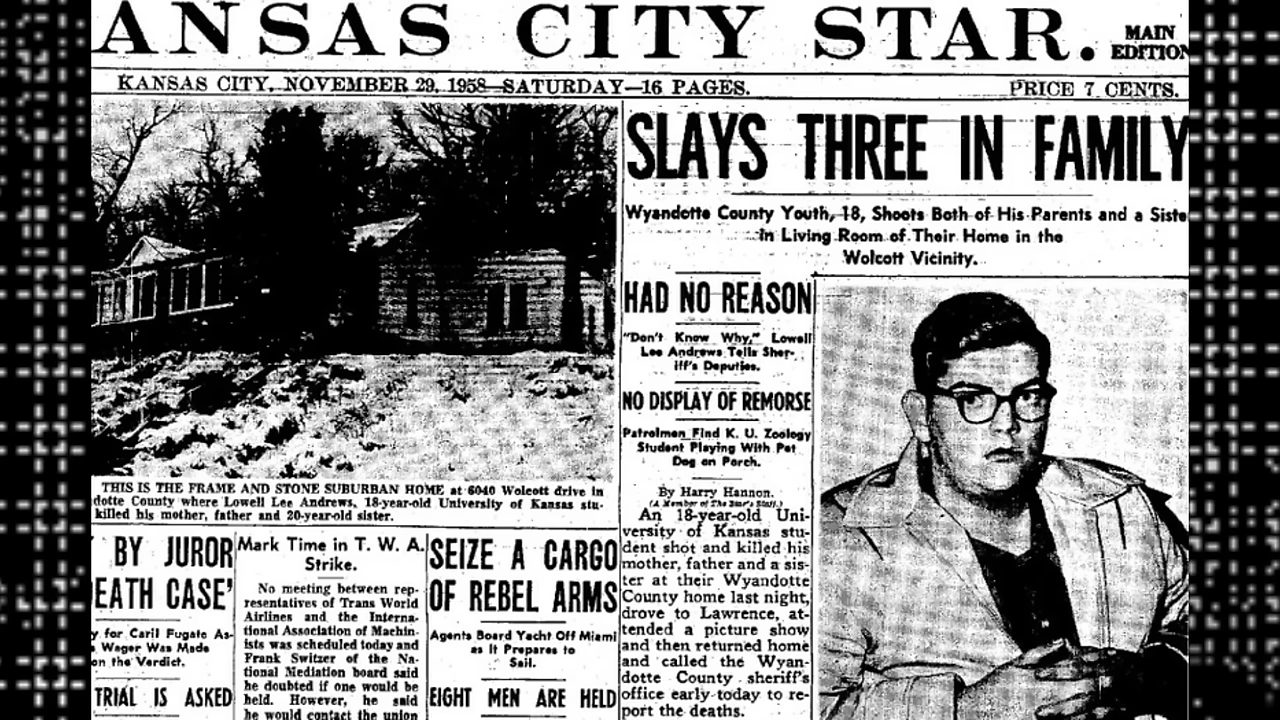 ANSAS CITY STAR.
MAIN
EDITION
KANSAS CITY, NOVEMBER 29, 1958—SATURDAY—16 PAGES.
PRICE 7 CENTS.
SLAYS THREE IN FAMILY
Wyandotte County Youth, 18, Shoots Both of His Parents and a Siste
in Living Room of Their Home in the
Wolcott Vicinity.
HAD NO REASON
"Don't Know Why," Lowell
Lee Andrews Tells Sher-
iff's Deputies.
NO DISPLAY OF REMORSE
Patrolmen Find K. U. Zoology
Student Playing With Pet
Dog on Porch.
By Harry Hannon.
(A Member of The Star's Staff.)
An 18-year-old Uni-
versity of Kansas stu-
dent shot and killed his
mother, father and a sis-
ter at their Wyandotte
County home last night,
drove to Lawrence, at-
tended a picture show
and then returned home
and called the Wyan-
dotte County sheriff's
office early today to re-
port the deaths.
THIS IS THE FRAME AND STONE SUBURBAN HOME at 6040 Wolcott drive in
dotte County where Lowell Lee Andrews, 18-year-old University of Kansas stu-
killed his mother, father and 20-year-old sister.
BY JUROR
EATH CASE'
y for Caril Fugate As-
s Wager Was Made
on the Verdict.
TRIAL IS ASKED
Mark Time in T. W. A.
Strike.
No meeting between rep-
resentatives of Trans World
Airlines and the Interna-
tional Association of Machin-
ists was scheduled today and
Frank Switzer of the Na-
tional Mediation board said
he doubted if one would be
held. However, he said
he would contact the union
SEIZE A CARGO
OF REBEL ARMS
Agents Board Yacht Off Miami
as It Prepares to
Sail.
EIGHT MEN ARE HELD